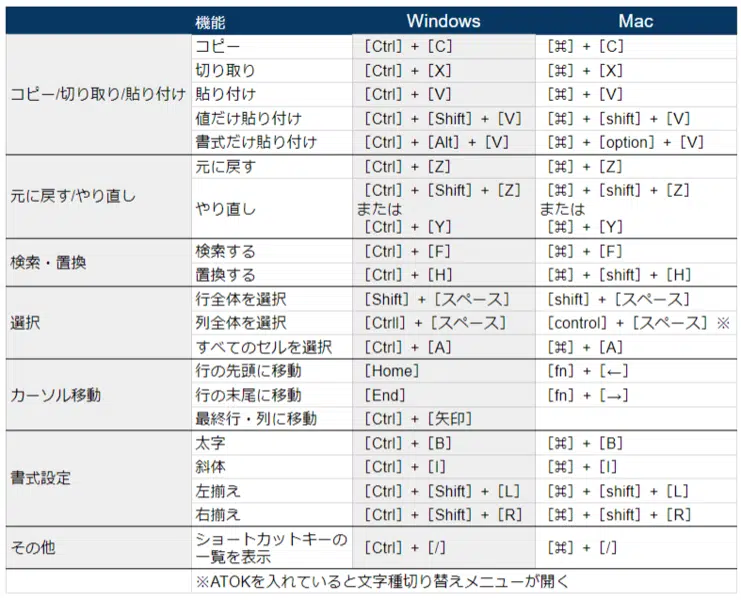 機能 Windows Mac
コピー/切り取り/貼り付け コピー ［Ctrl］+［C］ ［⌘］+［C］
切り取り ［Ctrl］+［X］ ［⌘］+［X］
貼り付け ［Ctrl］+［V］ ［⌘］+［V］
値だけ貼り付け ［Ctrl］+［Shift］+［V］ ［⌘］+［shift］+［V］
書式だけ貼り付け ［Ctrl］+［Alt］+［V］ ［⌘］+［option］+［V］
元に戻す/やり直し 元に戻す ［Ctrl］+［Z］ ［⌘］+［Z］
やり直し ［Ctrl］+［Shift］+［Z］ ［⌘］+［shift］+［Z］
または または
［Ctrl］+［Y］ ［⌘］+［Y］
検索・置換 検索する ［Ctrl］+［F］ ［⌘］+［F］
置換する ［Ctrl］+［H］ ［⌘］+［shift］+［H］
選択 行全体を選択 ［Shift］+［スペース］ ［shift］+［スペース］
列全体を選択 ［Ctrll］+［スペース］ ［control］+［スペース］※
すべてのセルを選択 ［Ctrl］+［A］ ［⌘］+［A］
カーソル移動 行の先頭に移動 ［Home］ ［fn］+［←］
行の末尾に移動 ［End］ ［fn］+［→］
最終行・列に移動 ［Ctrl］+［矢印］
書式設定 太字 ［Ctrl］+［B］ ［⌘］+［B］
斜体 ［Ctrl］+［I］ ［⌘］+［I］
左揃え ［Ctrl］+［Shift］+［L］ ［⌘］+［shift］+［L］
右揃え ［Ctrl］+［Shift］+［R］ ［⌘］+［shift］+［R］
その他 ショートカットキーの
一覧を表示 ［Ctrl］+［/］ ［⌘］+［/］
※ATOKを入れていると文字種切り替えメニューが開く